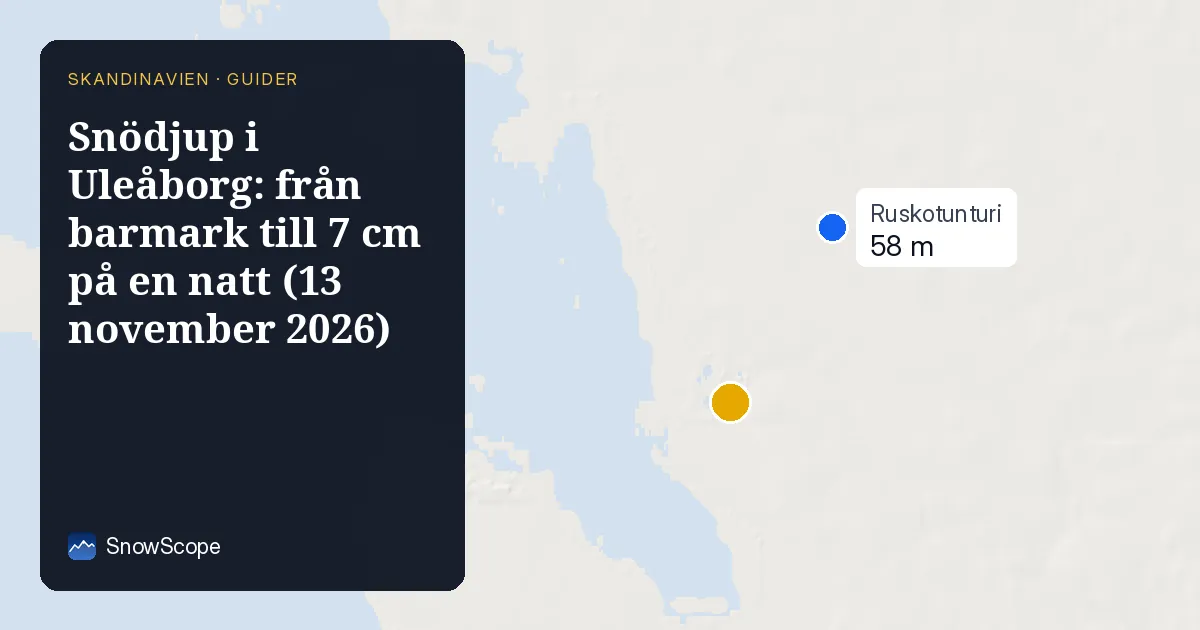 SKANDINAVIEN · GUIDER
Snödjup i
Uleåborg: från
barmark till 7 cm
på en natt (13
november 2026)
Ruskotunturi
58 m
SnowScope